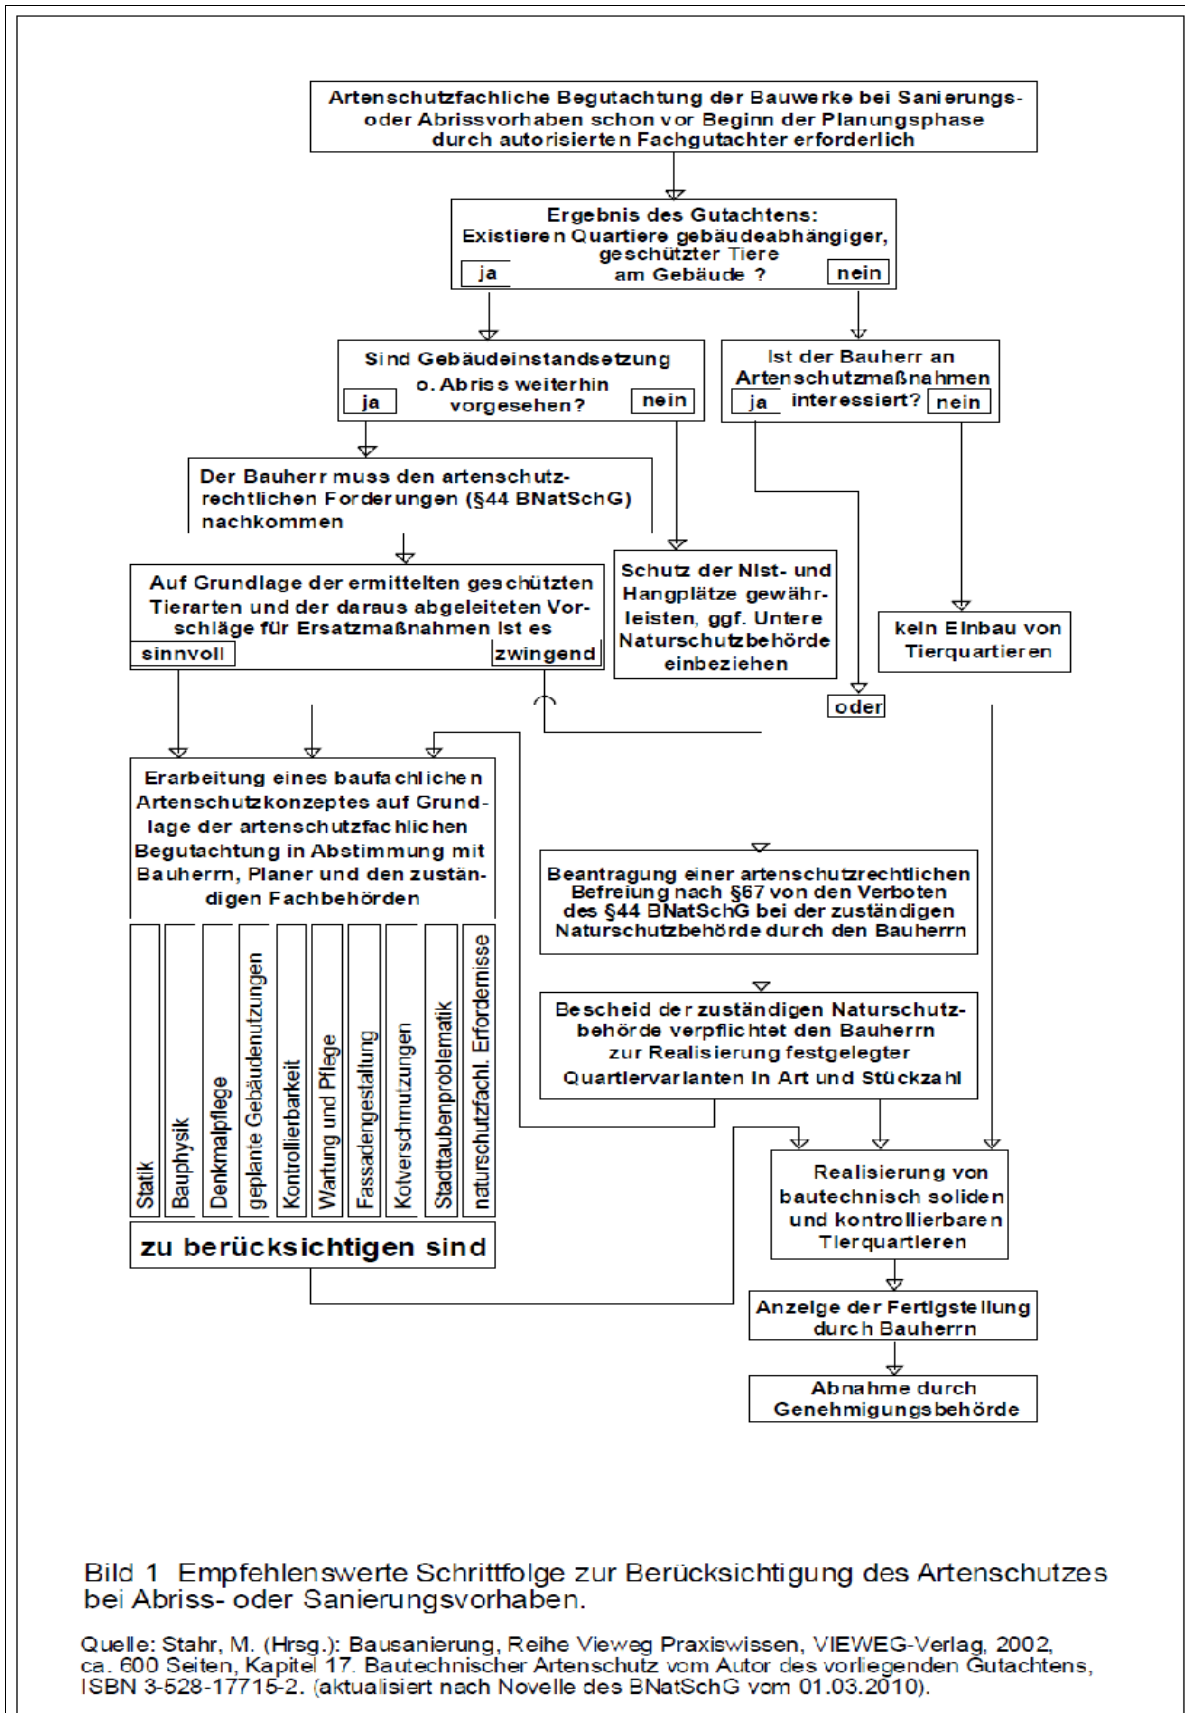 Artenschutzfachliche Begutachtung der Bauwerke bei Sanierungs-
oder Abrissvorhaben schon vor Beginn der Planungsphase
durch autorisierten Fachgutachter erforderlich
Ergebnis des Gutachtens:
Existieren Quartiere gebäudeabhängiger,
geschützter Tiere
am Gebäude ?
ja
nein
Sind Gebäudeinstandsetzung
o. Abriss weiterhin
vorgesehen?
ja
nein
Ist der Bauherr an
Artenschutzmaßnahmen
interessiert?
ja
nein
Der Bauherr muss den artenschutz-
rechtlichen Forderungen (§44 BNatSchG)
nachkommen
Auf Grundlage der ermittelten geschützten
Tierarten und der daraus abgeleiteten Vor-
schläge für Ersatzmaßnahmen ist es
sinnvoll
zwingend
Schutz der Nist- und
Hangplätze gewähr-
leisten, ggf. Untere
Naturschutzbehörde
einbeziehen
kein Einbau von
Tierquartieren
oder
Erarbeitung eines baufachlichen
Artenschutzkonzeptes auf Grund-
lage der artenschutzfachlichen
Begutachtung in Abstimmung mit
Bauherrn, Planer und den zustän-
digen Fachbehörden
Statik
Bauphysik
Denkmalpflege
geplante Gebäudenutzungen
Kontrollierbarkeit
Wartung und Pflege
Fassadengestaltung
Kotverschmutzungen
Stadttaubenproblematik
naturschutzfachl. Erfordernisse
zu berücksichtigen sind
Beantragung einer artenschutzrechtlichen
Befreiung nach §67 von den Verboten
des §44 BNatSchG bei der zuständigen
Naturschutzbehörde durch den Bauherrn
Bescheid der zuständigen Naturschutz-
behörde verpflichtet den Bauherrn
zur Realisierung festgelegter
Quartiervarianten in Art und Stückzahl
Realisierung von
bautechnisch soliden
und kontrollierbaren
Tierquartieren
Anzeige der Fertigstellung
durch Bauherrn
Abnahme durch
Genehmigungsbehörde
Bild 1 Empfehlenswerte Schrittfolge zur Berücksichtigung des Artenschutzes
bei Abriss- oder Sanierungsvorhaben.
Quelle: Stahr, M. (Hrsg.): Bausanierung, Reihe Vieweg Praxiswissen, VIEWEG-Verlag, 2002,
ca. 600 Seiten, Kapitel 17. Bautechnischer Artenschutz vom Autor des vorliegenden Gutachtens,
ISBN 3-528-17715-2. (aktualisiert nach Novelle des BNatSchG vom 01.03.2010).